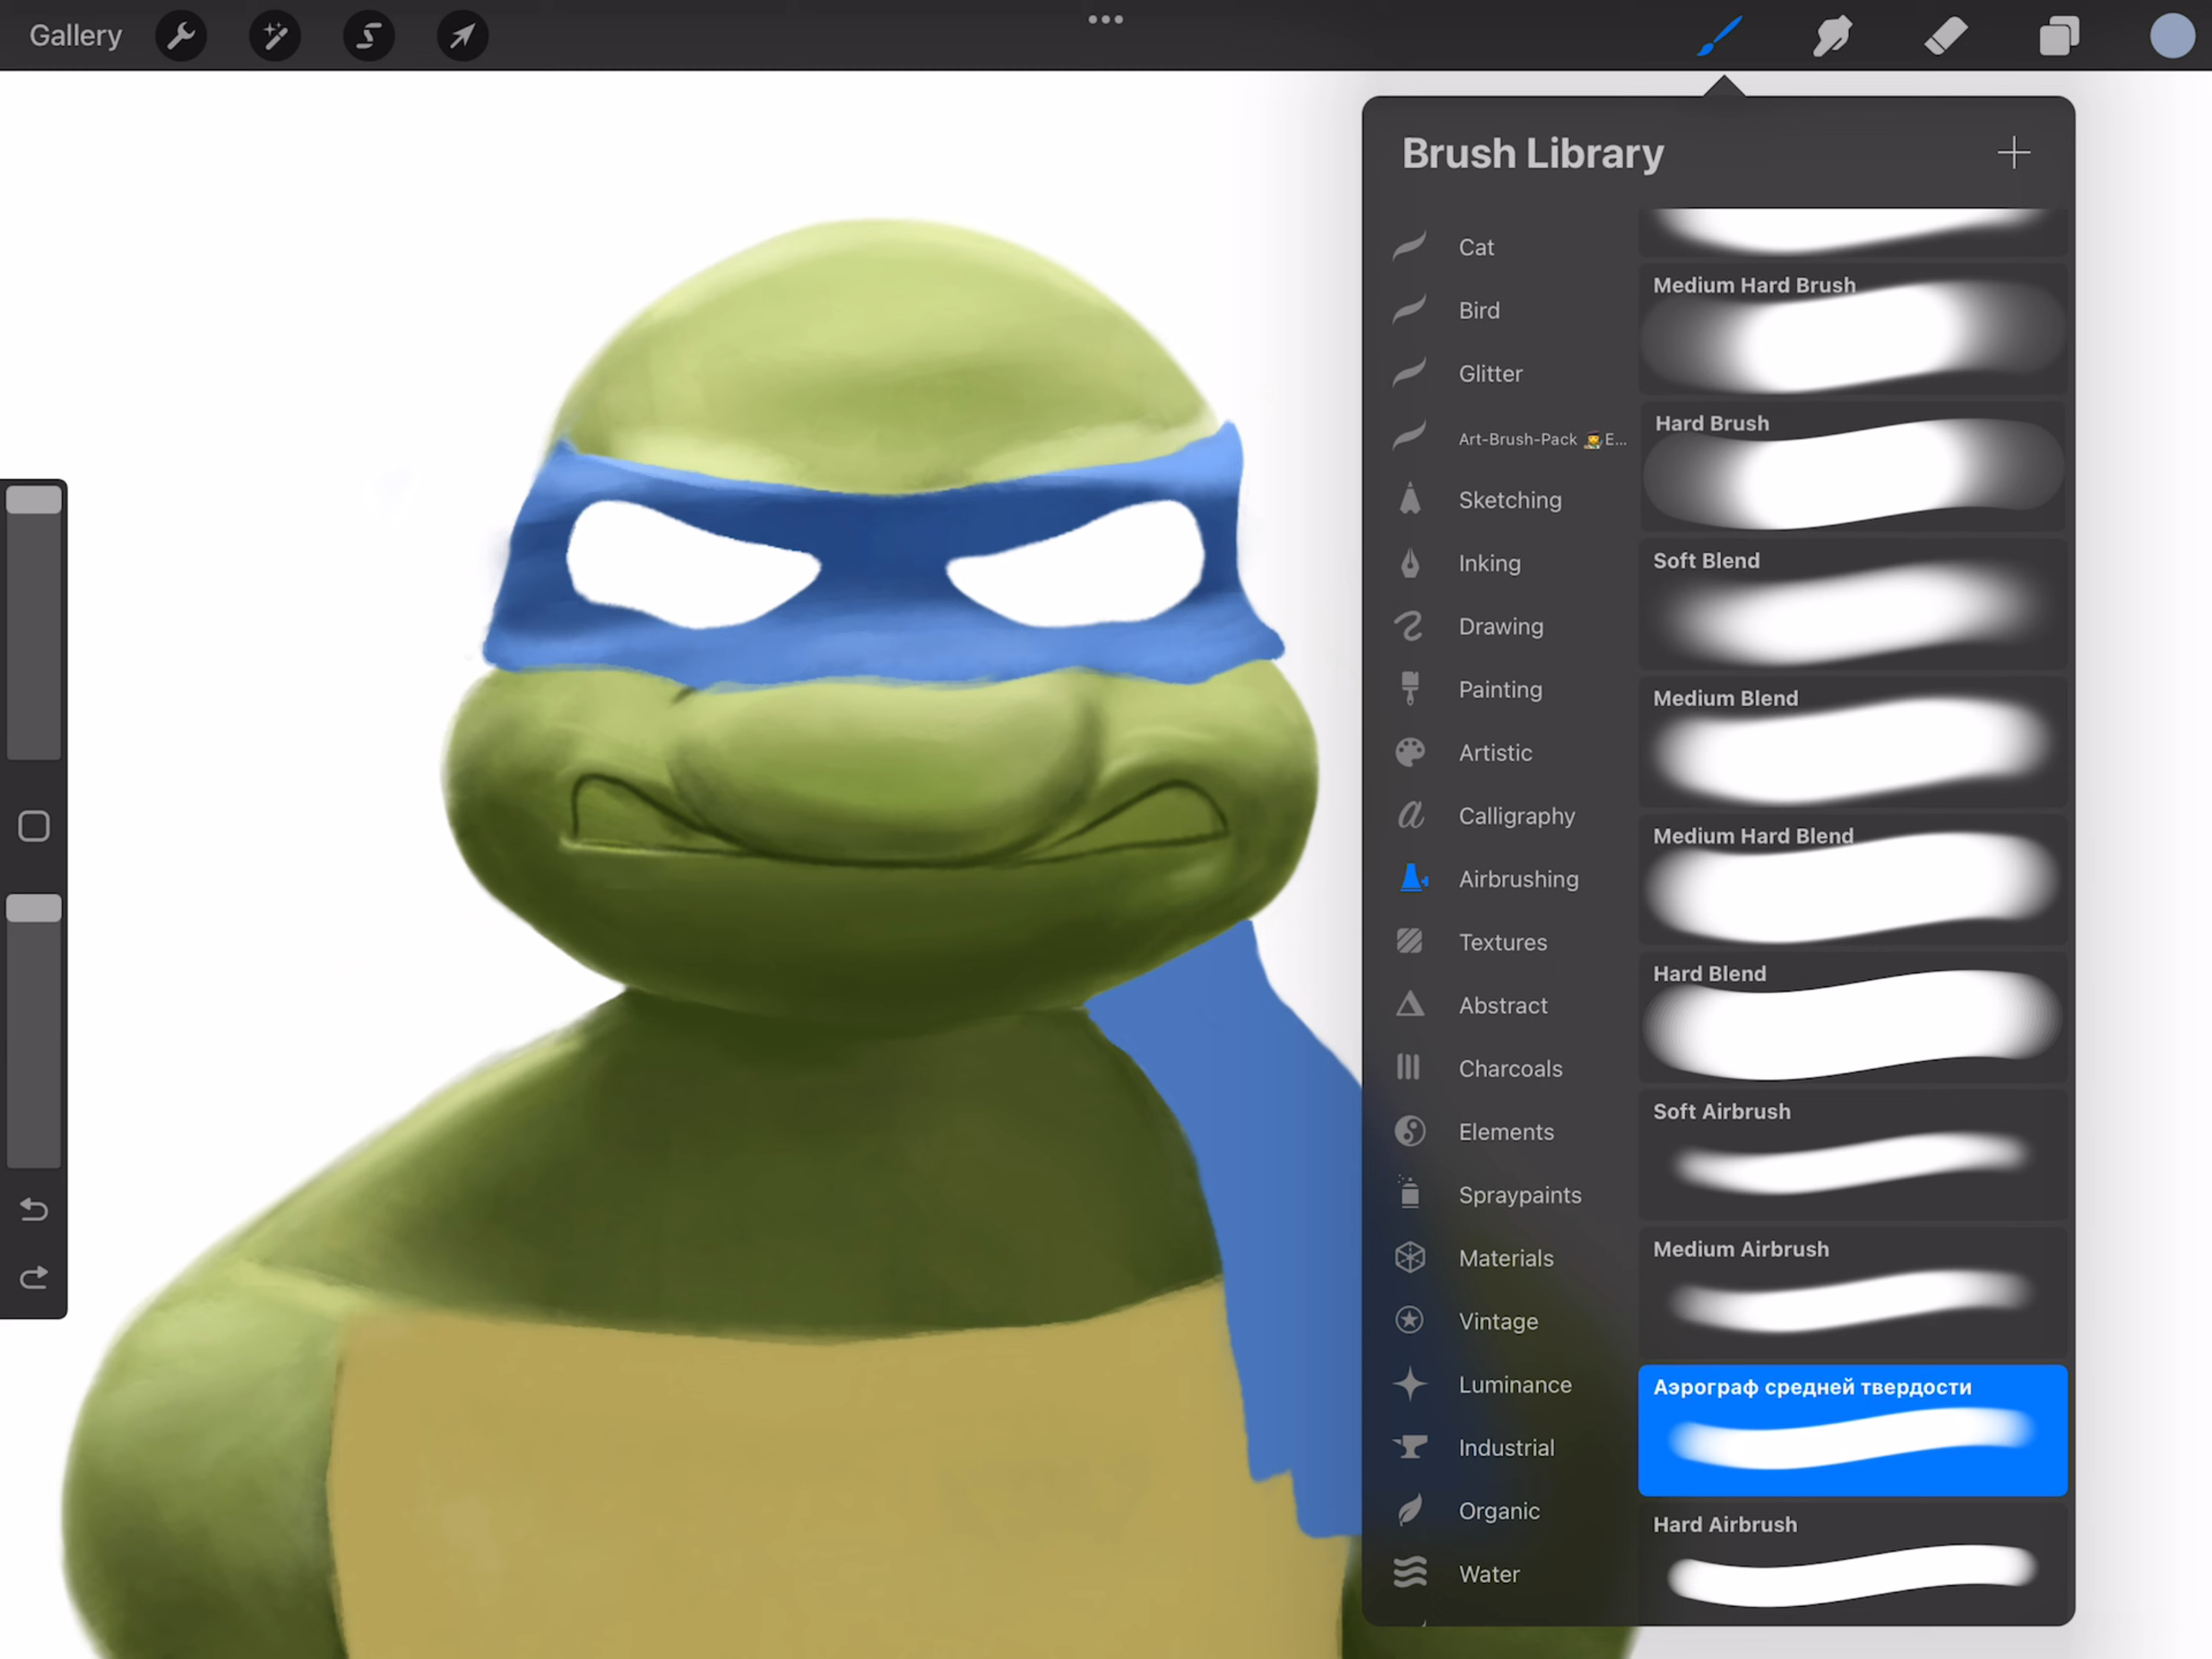 Gallery
Brush Library
Cat
Bird
Glitter
Art-Brush-Pack 🧑‍🎨E...
Sketching
Inking
Drawing
Painting
Artistic
Calligraphy
Airbrushing
Textures
Abstract
Charcoals
Elements
Spraypaints
Materials
Vintage
Luminance
Industrial
Organic
Water
Medium Hard Brush
Hard Brush
Soft Blend
Medium Blend
Medium Hard Blend
Hard Blend
Soft Airbrush
Medium Airbrush
Аэрограф средней твердости
Hard Airbrush